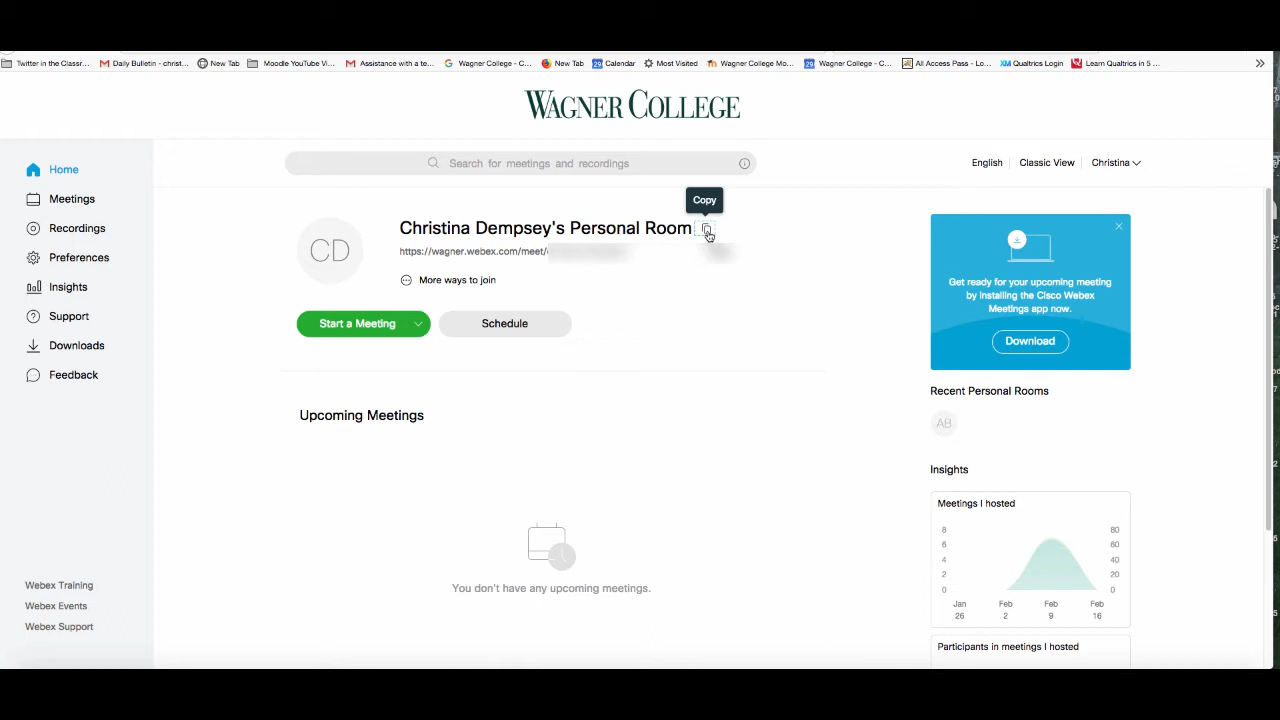 Twitter in the Classr...
Daily Bulletin - christ...
New Tab
Moodle YouTube Vi...
Assistance with a te...
Wagner College - C...
New Tab
Calendar
Most Visited
Wagner College Mo...
Wagner College - C...
All Access Pass - Lo...
Qualtrics Login
Learn Qualtrics in 5 ...
WAGNER COLLEGE
Home
Meetings
Recordings
Preferences
Insights
Support
Downloads
Feedback
Webex Training
Webex Events
Webex Support
Search for meetings and recordings
English
Classic View
Christina
Copy
CD
Christina Dempsey's Personal Room
https://wagner.webex.com/meet/
More ways to join
Start a Meeting
Schedule
Upcoming Meetings
You don't have any upcoming meetings.
Get ready for your upcoming meeting
by installing the Cisco Webex
Meetings app now.
Download
Recent Personal Rooms
AB
Insights
Meetings I hosted
8 80
6 60
4 40
2 20
0 0
Jan Feb Feb Feb
26 2 9 16
Participants in meetings I hosted